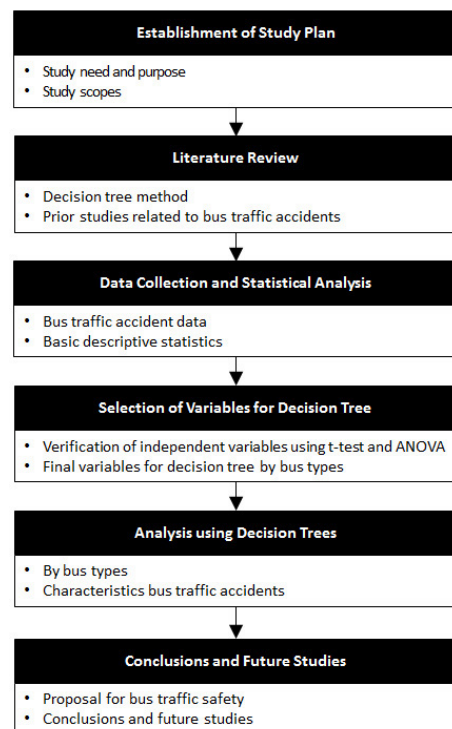 Establishment of Study Plan
• Study need and purpose
• Study scopes
Literature Review
• Decision tree method
• Prior studies related to bus traffic accidents
Data Collection and Statistical Analysis
• Bus traffic accident data
• Basic descriptive statistics
Selection of Variables for Decision Tree
• Verification of independent variables using t-test and ANOVA
• Final variables for decision tree by bus types
Analysis using Decision Trees
• By bus types
• Characteristics bus traffic accidents
Conclusions and Future Studies
• Proposal for bus traffic safety
• Conclusions and future studies